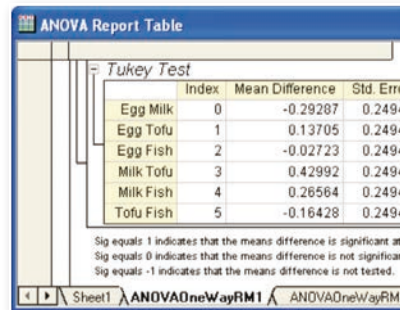 ANOVA Report Table
Tukey Test
Index Mean Difference Std. Erro
Egg Milk 0 -0.29287 0.2494
Egg Tofu 1 0.13705 0.2494
Egg Fish 2 -0.02723 0.2494
Milk Tofu 3 0.42992 0.2494
Milk Fish 4 0.26564 0.2494
Tofu Fish 5 -0.16428 0.2494
Sig equals 1 indicates that the means difference is significant at
Sig equals 0 indicates that the means difference is not significan
Sig equals -1 indicates that the means difference is not tested.
Sheet1 ANOVAOneWayRM1 ANOVAOneWayRM